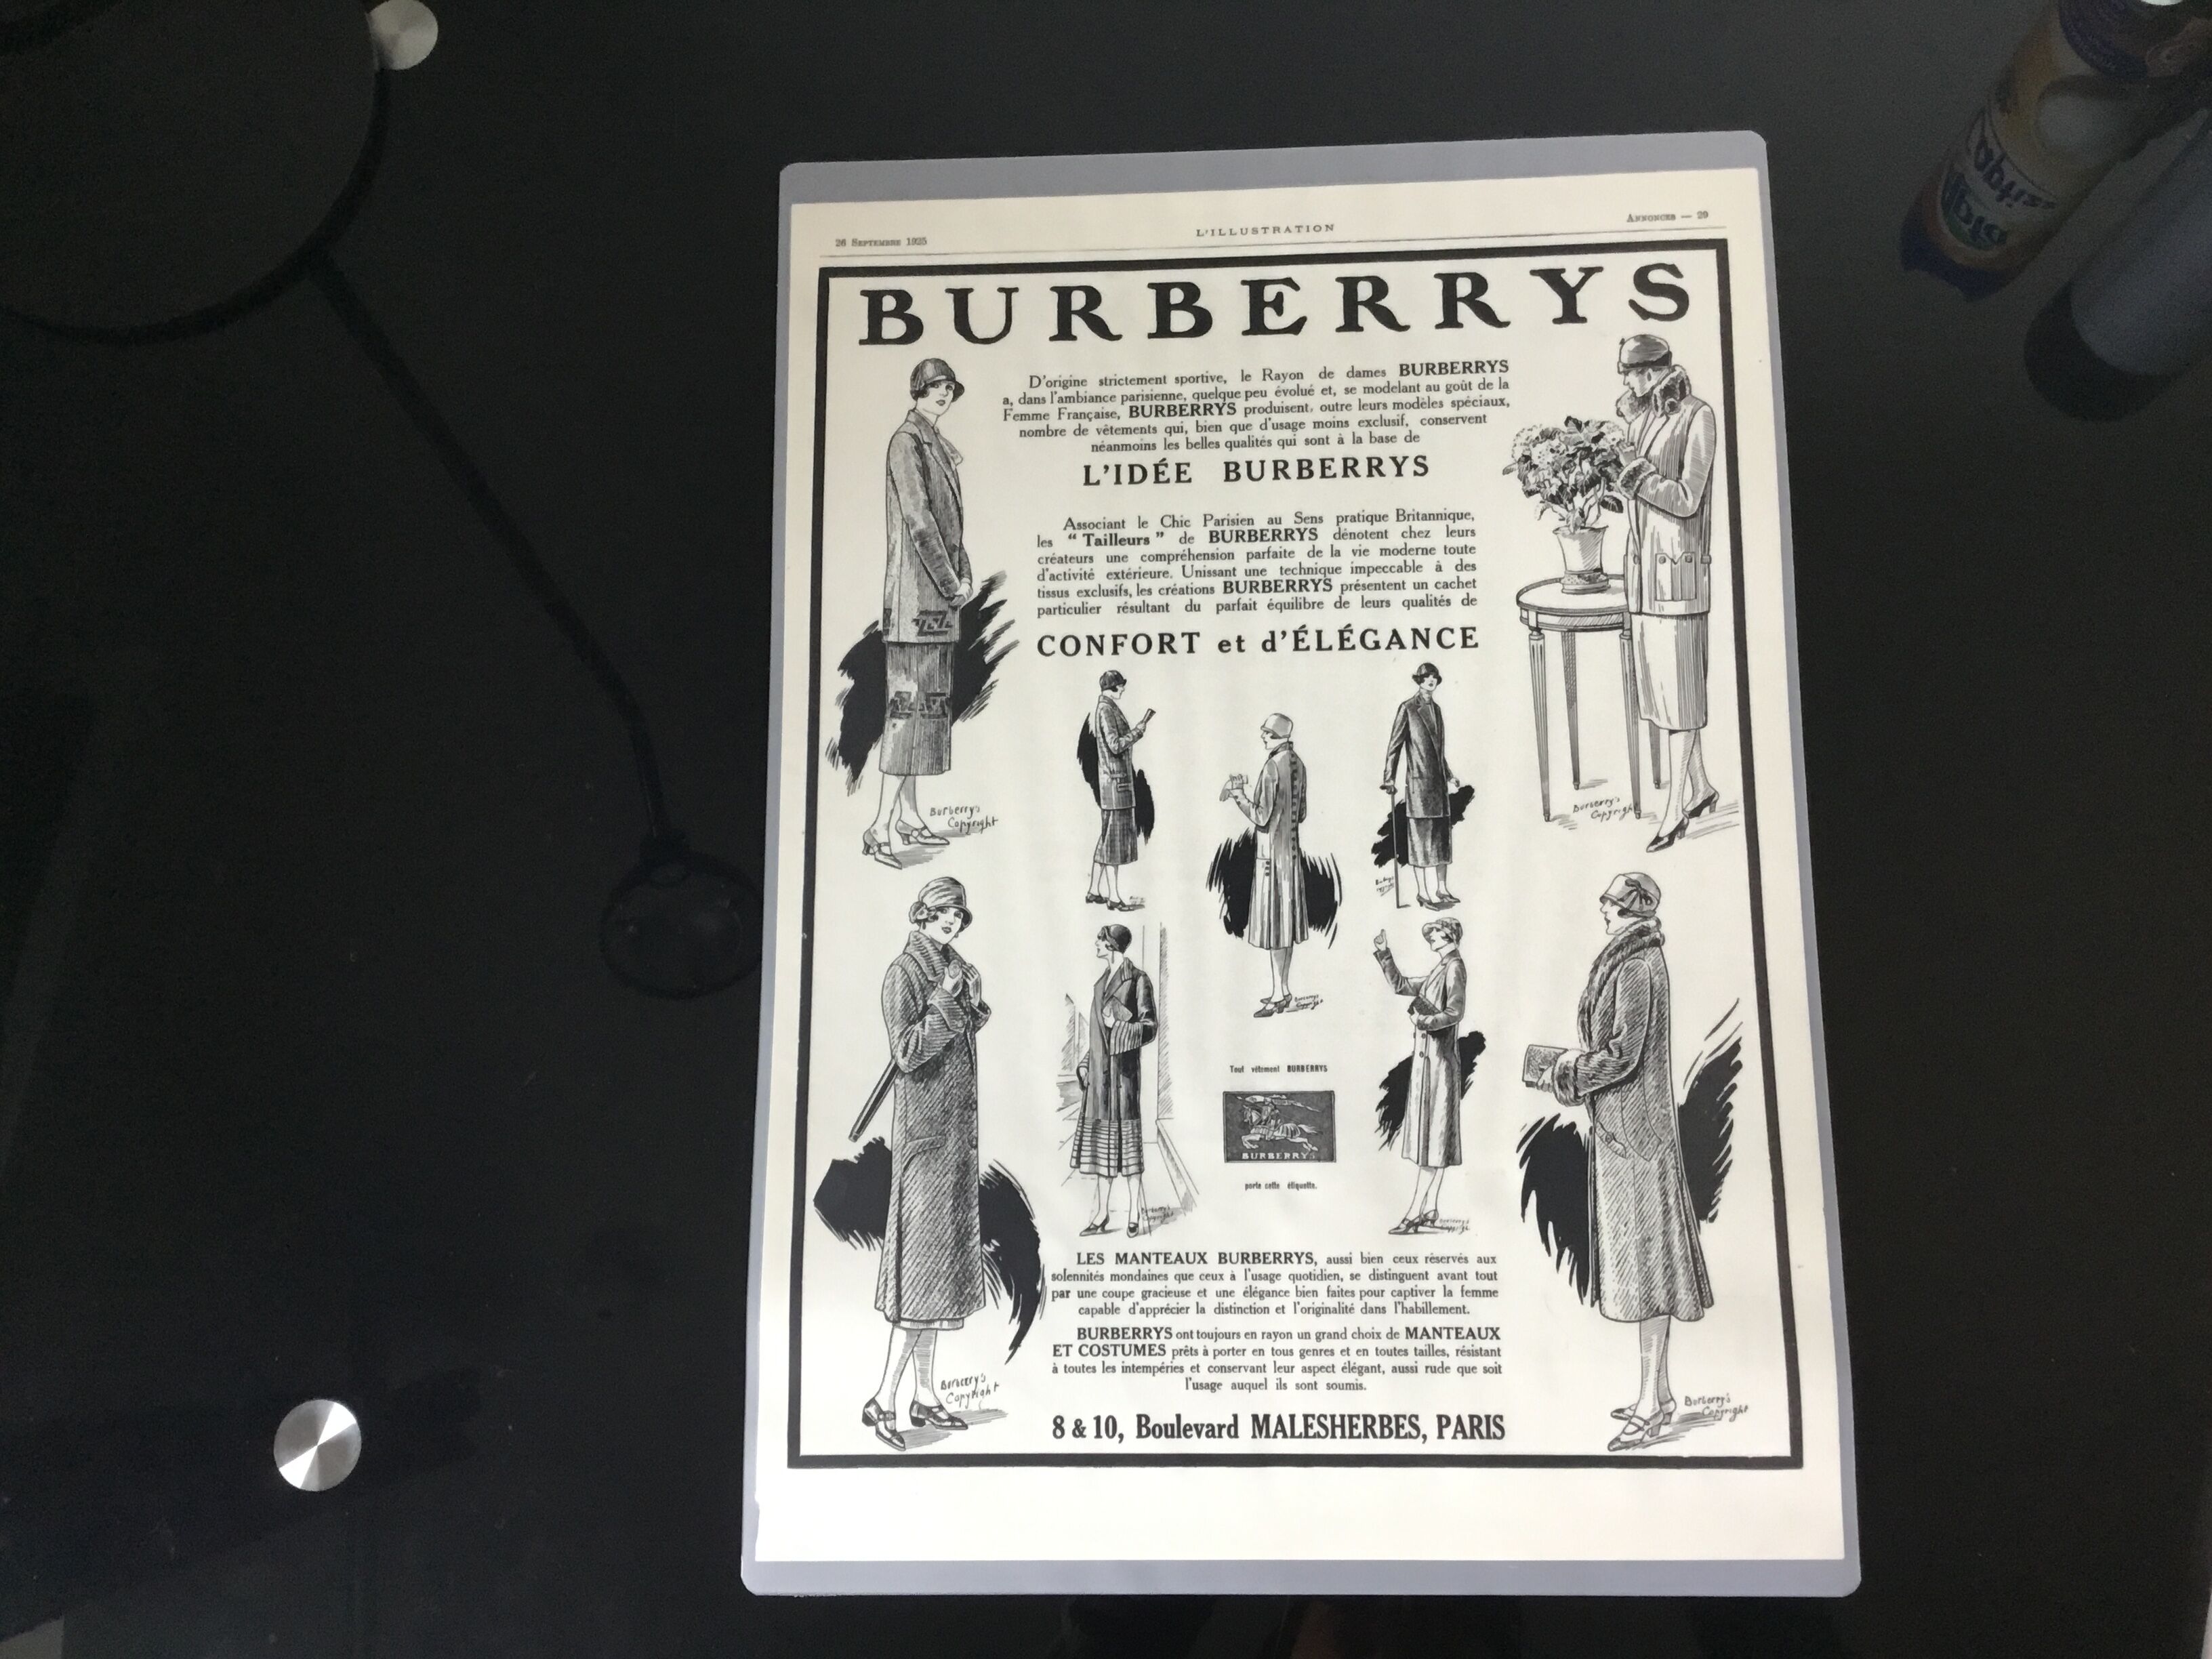 26 Septembre 1925
L'ILLUSTRATION
Annonces — 29
BURBERRYS
D'origine strictement sportive, le Rayon de dames BURBERRYS
a, dans l'ambiance parisienne, quelque peu évolué et, se modelant au goût de la
Femme Française, BURBERRYS produisent, outre leurs modèles spéciaux,
nombre de vêtements qui, bien que d'usage moins exclusif, conservent
néanmoins les belles qualités qui sont à la base de
L'IDÉE BURBERRYS
Associant le Chic Parisien au Sens pratique Britannique,
les " Tailleurs " de BURBERRYS dénotent chez leurs
créateurs une compréhension parfaite de la vie moderne toute
d'activité extérieure. Unissant une technique impeccable à des
tissus exclusifs, les créations BURBERRYS présentent un cachet
particulier résultant du parfait équilibre de leurs qualités de
CONFORT et d'ÉLÉGANCE
Burberry's
Copyright
Burberry's
Copyright
Tout vêtement BURBERRYS
BURBERRYS
porte cette étiquette.
LES MANTEAUX BURBERRYS, aussi bien ceux réservés aux
solennités mondaines que ceux à l'usage quotidien, se distinguent avant tout
par une coupe gracieuse et une élégance bien faites pour captiver la femme
capable d'apprécier la distinction et l'originalité dans l'habillement.
BURBERRYS ont toujours en rayon un grand choix de MANTEAUX
ET COSTUMES prêts à porter en tous genres et en toutes tailles, résistant
à toutes les intempéries et conservant leur aspect élégant, aussi rude que soit
l'usage auquel ils sont soumis.
Burberry's
Copyright
Burberry's
Copyright
8 & 10, Boulevard MALESHERBES, PARIS